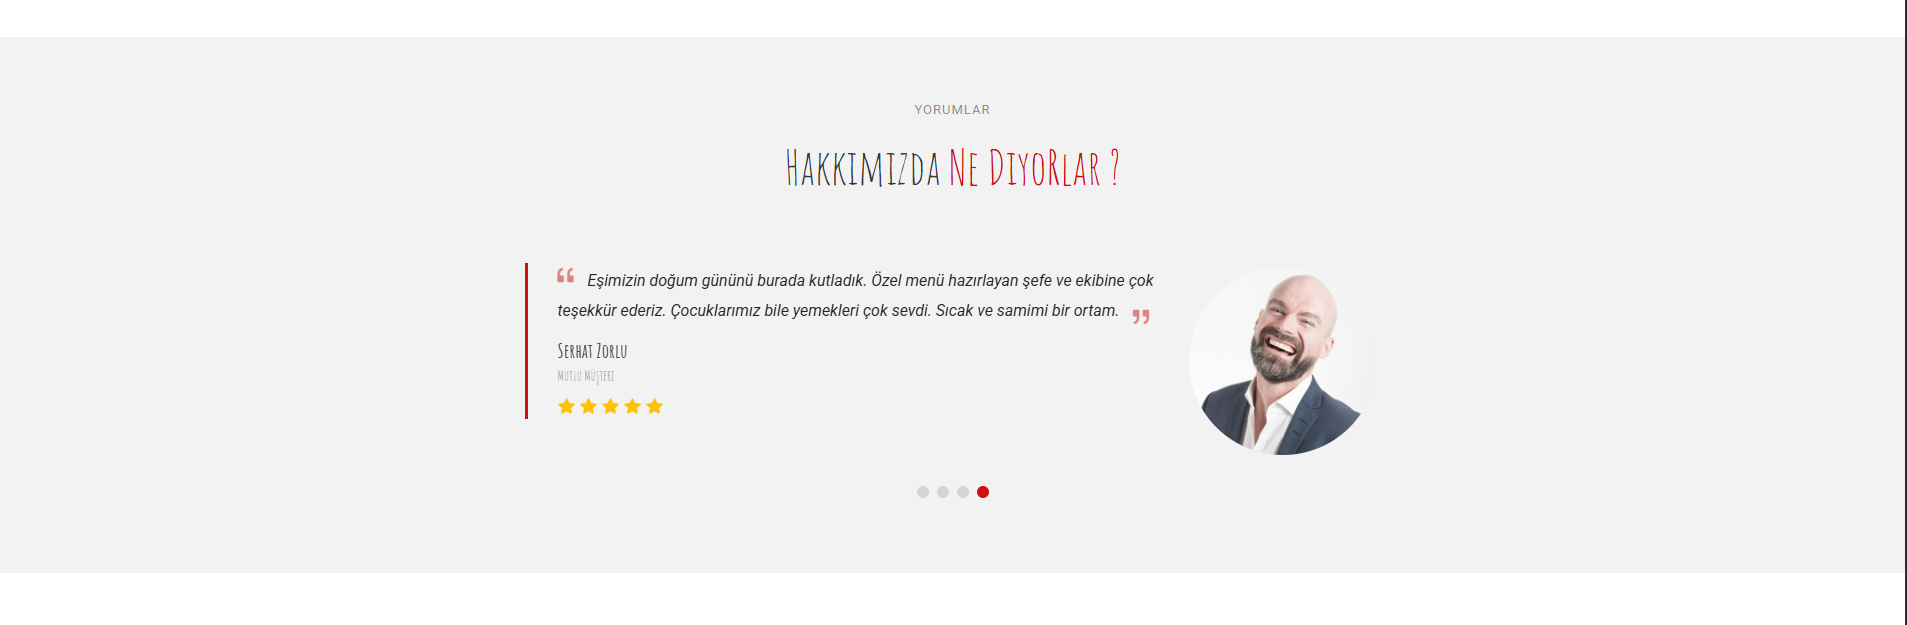 YORUMLAR
Hakkımızda Ne DiyoRlar ?
“ Eşimizin doğum gününü burada kutladık. Özel menü hazırlayan şefe ve ekibine çok
teşekkür ederiz. Çocuklarımız bile yemekleri çok sevdi. Sıcak ve samimi bir ortam. ”
Serhat Zorlu
Mutlu Müşteri